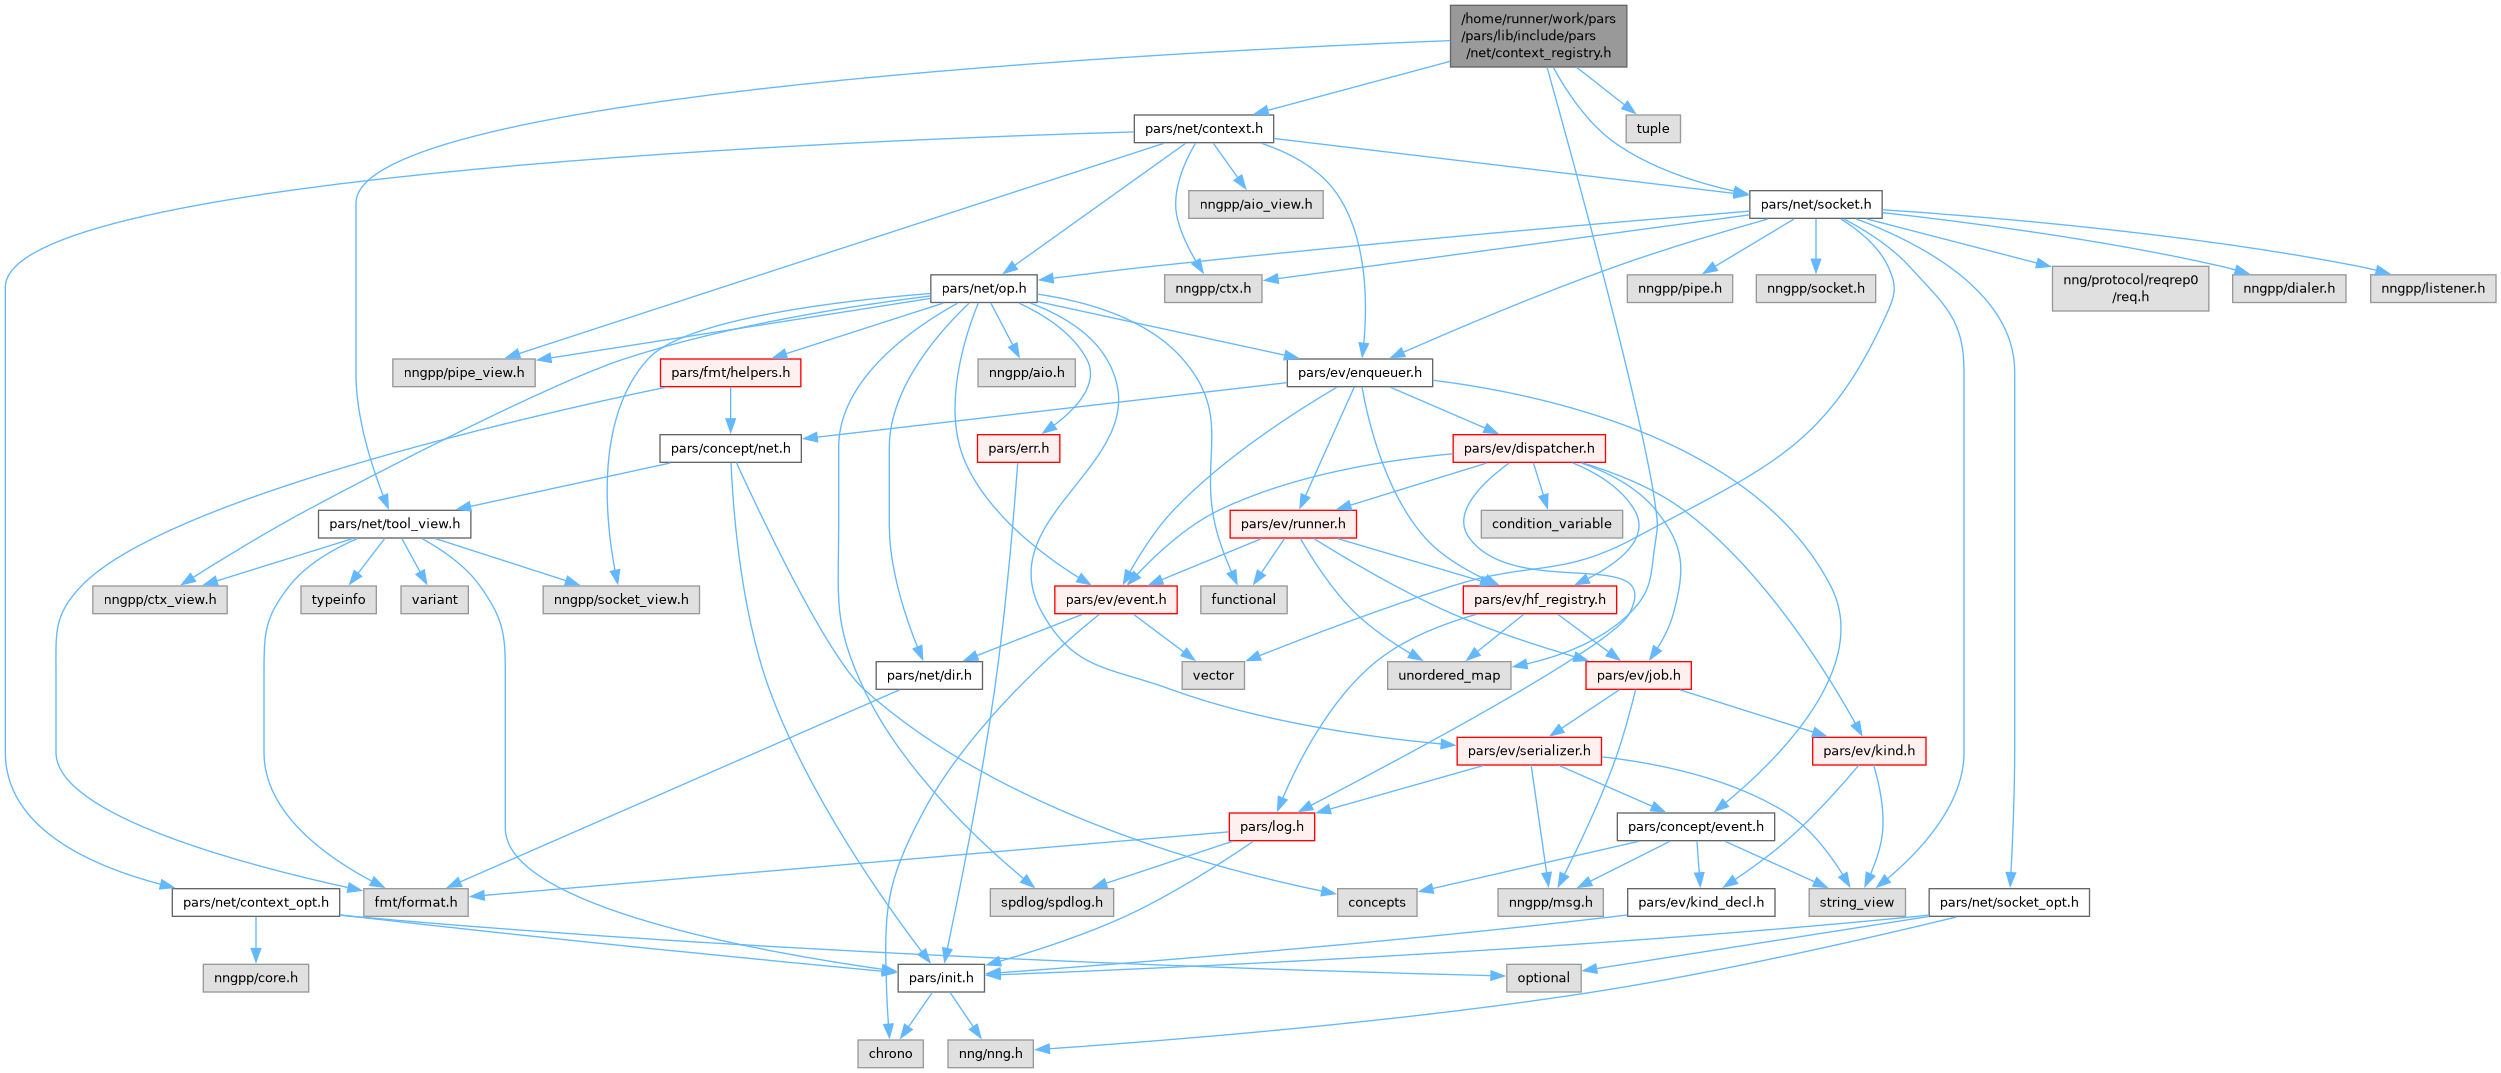 /home/runner/work/pars
/pars/lib/include/pars
/net/context_registry.h
pars/net/context.h
tuple
nngpp/aio_view.h
pars/net/socket.h
pars/net/op.h
nngpp/ctx.h
nngpp/pipe.h
nngpp/socket.h
nng/protocol/reqrep0
/req.h
nngpp/dialer.h
nngpp/listener.h
nngpp/pipe_view.h
pars/fmt/helpers.h
nngpp/aio.h
pars/ev/enqueuer.h
pars/concept/net.h
pars/err.h
pars/ev/dispatcher.h
pars/net/tool_view.h
pars/ev/runner.h
condition_variable
nngpp/ctx_view.h
typeinfo
variant
nngpp/socket_view.h
pars/ev/event.h
functional
pars/ev/hf_registry.h
pars/net/dir.h
vector
unordered_map
pars/ev/job.h
pars/ev/serializer.h
pars/ev/kind.h
pars/log.h
pars/concept/event.h
pars/net/context_opt.h
fmt/format.h
spdlog/spdlog.h
concepts
nngpp/msg.h
pars/ev/kind_decl.h
string_view
pars/net/socket_opt.h
nngpp/core.h
pars/init.h
optional
chrono
nng/nng.h